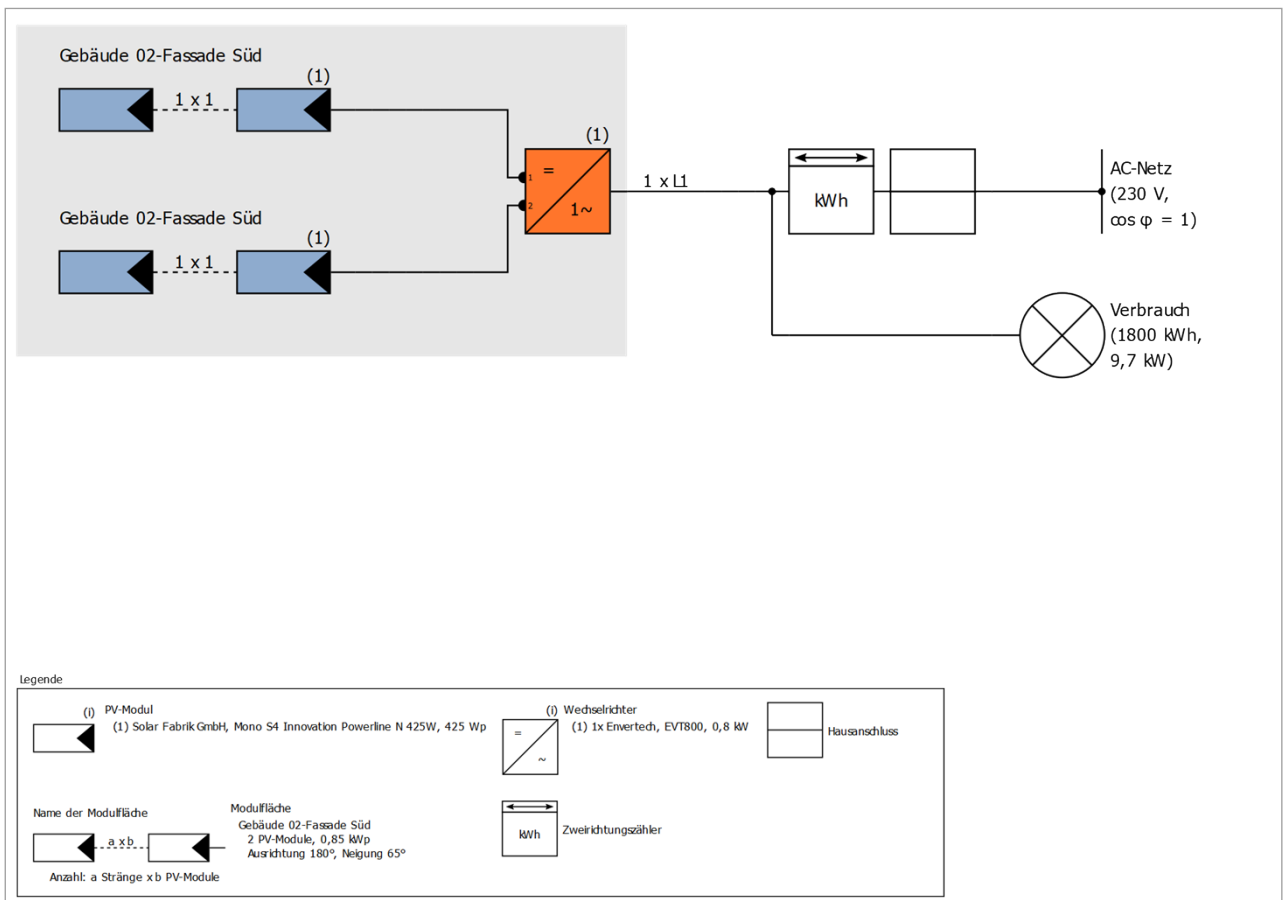 Gebäude 02-Fassade Süd
(1)
1 x 1
(1)
=
1
2
1~
1 x L1
kWh
AC-Netz
(230 V,
cos φ = 1)
Gebäude 02-Fassade Süd
(1)
1 x 1
Verbrauch
(1800 kWh,
9,7 kW)
Legende
(i) PV-Modul
(1) Solar Fabrik GmbH, Mono S4 Innovation Powerline N 425W, 425 Wp
(i) Wechselrichter
(1) 1x Envertech, EVT800, 0,8 kW
=
~
Hausanschluss
Name der Modulfläche
a x b
Anzahl: a Stränge x b PV-Module
Modulfläche
Gebäude 02-Fassade Süd
2 PV-Module, 0,85 kWp
Ausrichtung 180°, Neigung 65°
kWh
Zweirichtungszähler